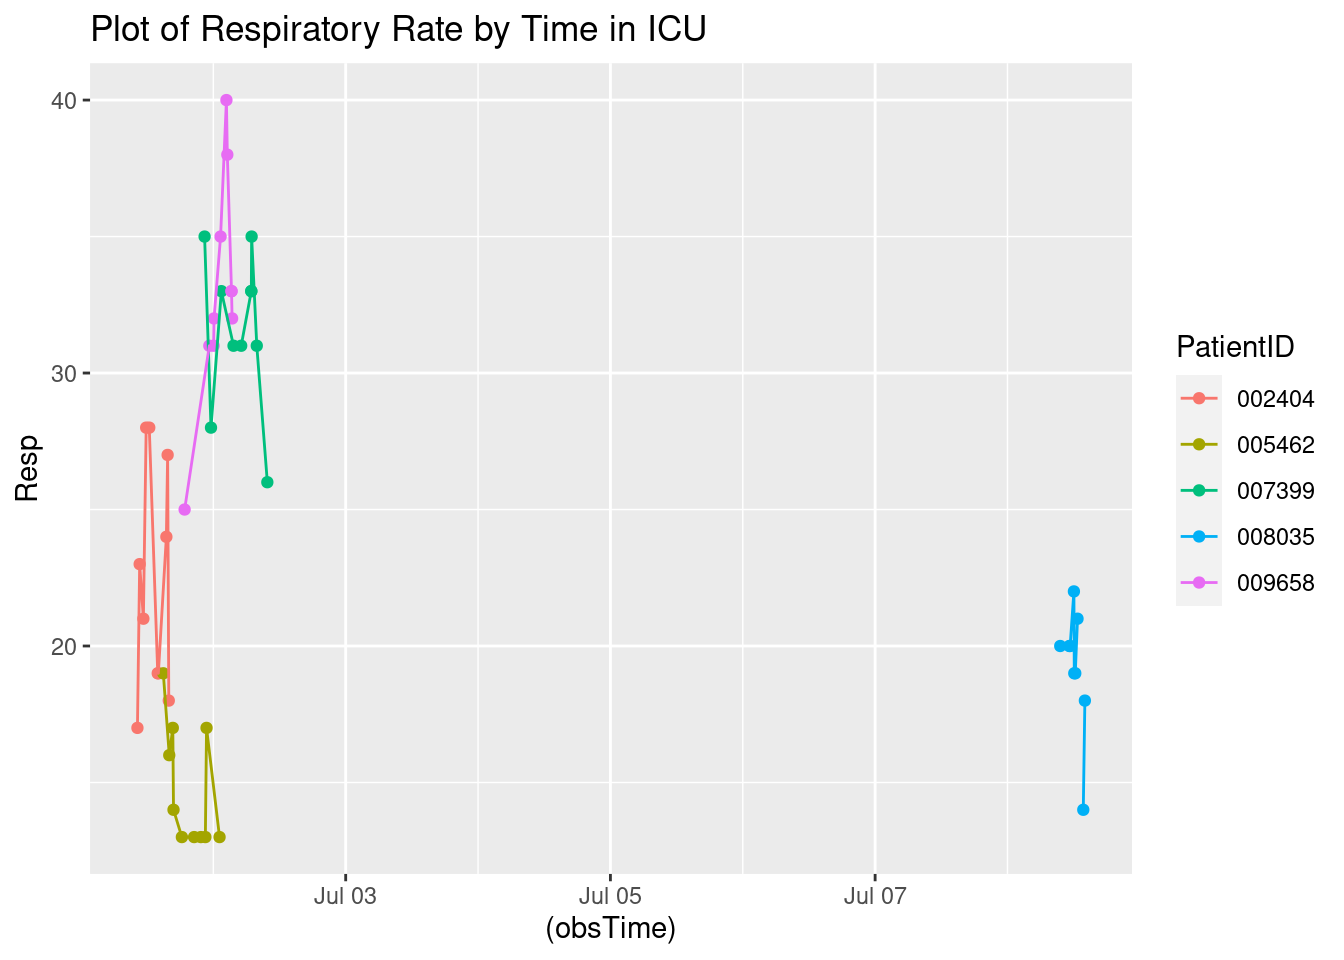 Plot of Respiratory Rate by Time in ICU
40
30
20
Resp
Jul 03
Jul 05
Jul 07
(obsTime)
PatientID
002404
005462
007399
008035
009658